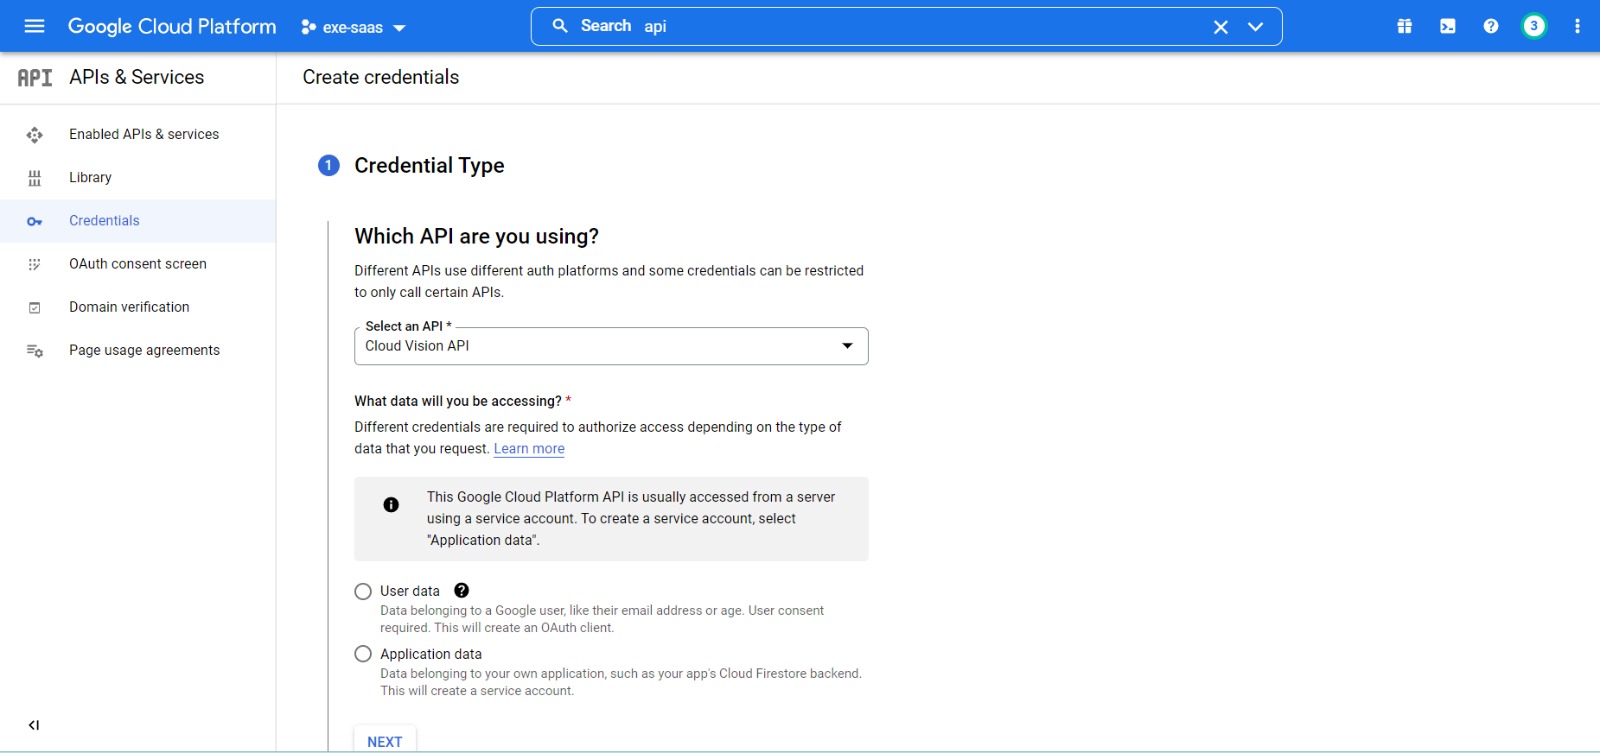 Google Cloud Platform
exe-saas
Search api
3
API APIs & Services
Create credentials
Enabled APIs & services
Library
Credentials
OAuth consent screen
Domain verification
Page usage agreements
1 Credential Type
Which API are you using?
Different APIs use different auth platforms and some credentials can be restricted
to only call certain APIs.
Select an API *
Cloud Vision API
What data will you be accessing? *
Different credentials are required to authorize access depending on the type of
data that you request. Learn more
This Google Cloud Platform API is usually accessed from a server
using a service account. To create a service account, select
"Application data".
User data
Data belonging to a Google user, like their email address or age. User consent
required. This will create an OAuth client.
Application data
Data belonging to your own application, such as your app's Cloud Firestore backend.
This will create a service account.
NEXT